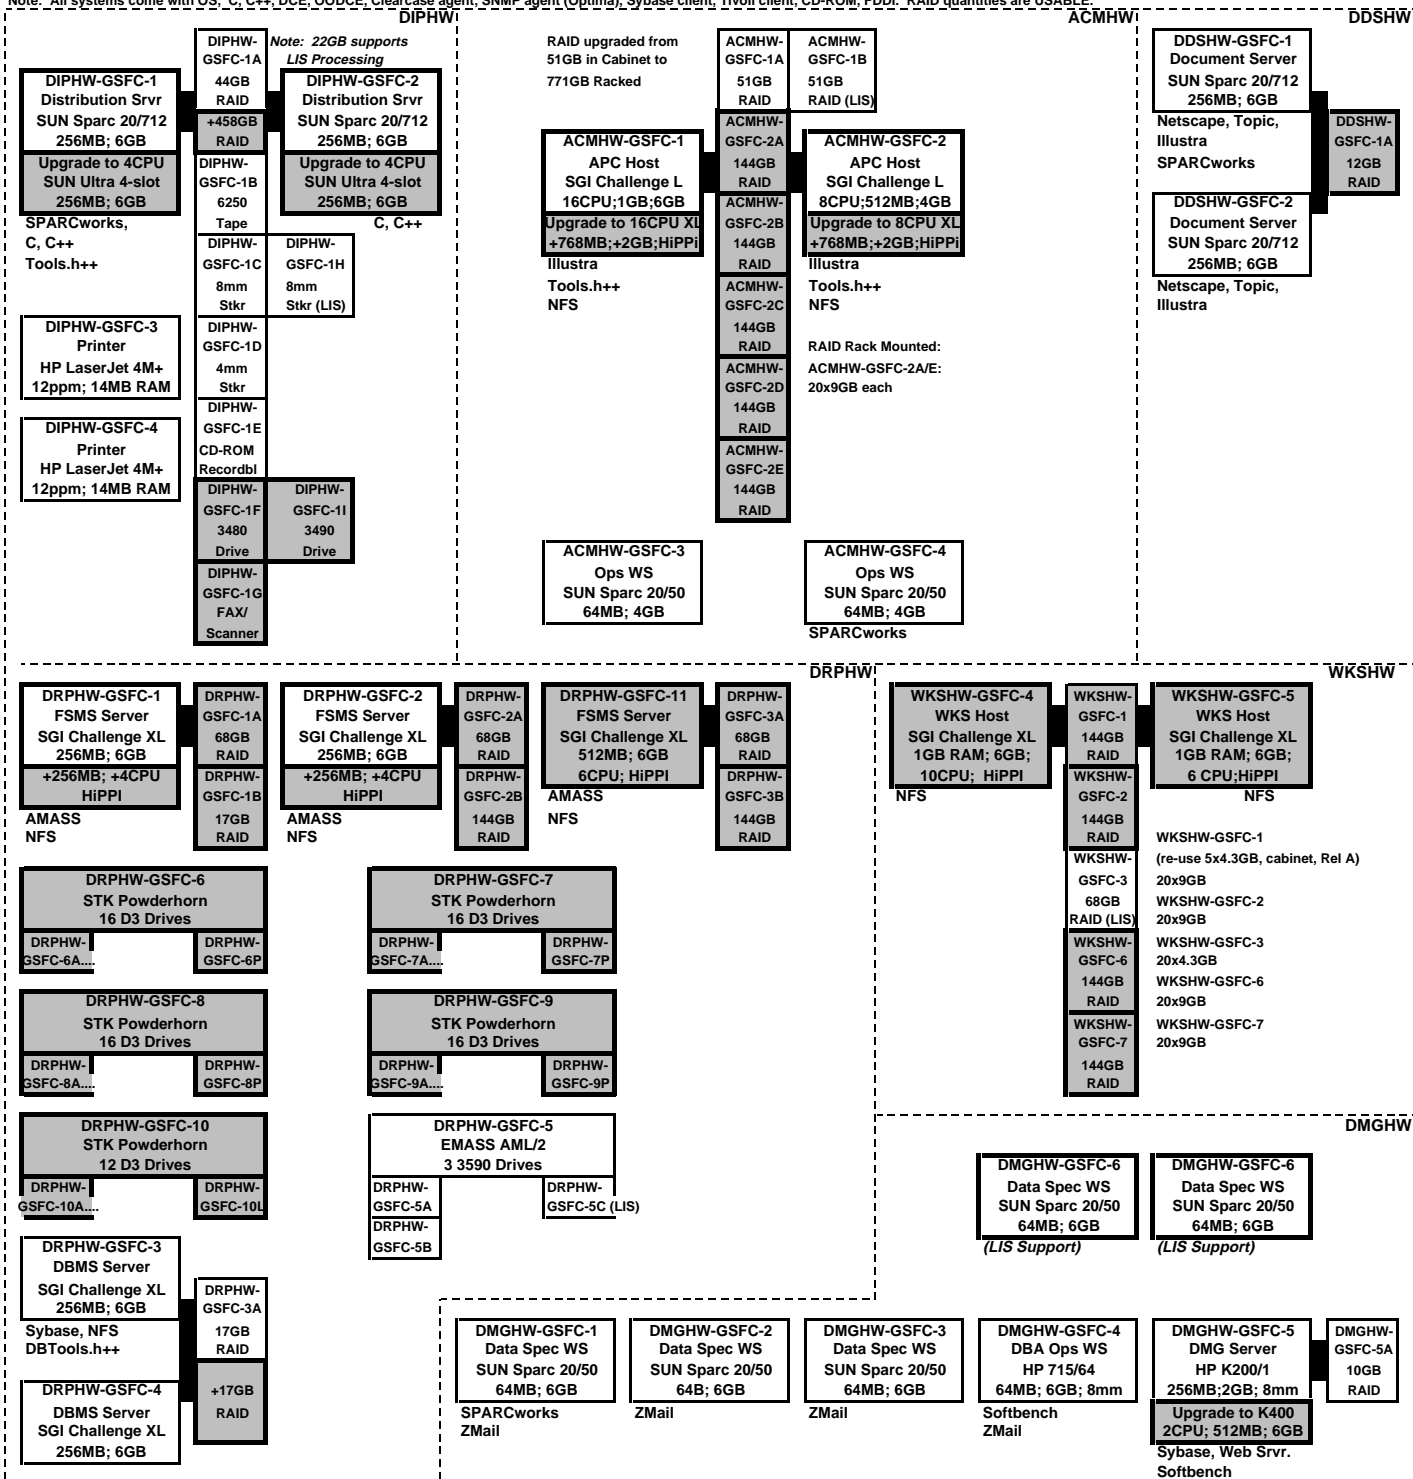 Note: All systems come with OS, C, C++, DCE, OODCE, Clearcase agent, SNMP agent (Optima), Sybase client, Tivoli client, CD-ROM, FDDI. RAID quantities are USABLE.
DIPHW
DIPHW-GSFC-1
Distribution Srvr
SUN Sparc 20/712
256MB; 6GB
Upgrade to 4CPU
SUN Ultra 4-slot
256MB; 6GB
SPARCworks,
C, C++
Tools.h++
DIPHW-
GSFC-1A
44GB
RAID
+458GB
RAID
Note: 22GB supports
LIS Processing
DIPHW-GSFC-2
Distribution Srvr
SUN Sparc 20/712
256MB; 6GB
Upgrade to 4CPU
SUN Ultra 4-slot
256MB; 6GB
C, C++
DIPHW-
GSFC-1B
6250
Tape
DIPHW-
GSFC-1C
8mm
Stkr
DIPHW-
GSFC-1H
8mm
Stkr (LIS)
DIPHW-GSFC-3
Printer
HP LaserJet 4M+
12ppm; 14MB RAM
DIPHW-
GSFC-1D
4mm
Stkr
DIPHW-GSFC-4
Printer
HP LaserJet 4M+
12ppm; 14MB RAM
DIPHW-
GSFC-1E
CD-ROM
Recordbl
DIPHW-
GSFC-1F
3480
Drive
DIPHW-
GSFC-1I
3490
Drive
DIPHW-
GSFC-1G
FAX/
Scanner
ACMHW
RAID upgraded from
51GB in Cabinet to
771GB Racked
ACMHW-
GSFC-1A
51GB
RAID
ACMHW-
GSFC-1B
51GB
RAID (LIS)
ACMHW-GSFC-1
APC Host
SGI Challenge L
16CPU;1GB;6GB
Upgrade to 16CPU XL
+768MB;+2GB;HiPPi
Illustra
Tools.h++
NFS
ACMHW-
GSFC-2A
144GB
RAID
ACMHW-
GSFC-2B
144GB
RAID
ACMHW-
GSFC-2C
144GB
RAID
ACMHW-
GSFC-2D
144GB
RAID
ACMHW-
GSFC-2E
144GB
RAID
ACMHW-GSFC-2
APC Host
SGI Challenge L
8CPU;512MB;4GB
Upgrade to 8CPU XL
+768MB;+2GB;HiPPi
Illustra
Tools.h++
NFS
RAID Rack Mounted:
ACMHW-GSFC-2A/E:
20x9GB each
ACMHW-GSFC-3
Ops WS
SUN Sparc 20/50
64MB; 4GB
ACMHW-GSFC-4
Ops WS
SUN Sparc 20/50
64MB; 4GB
SPARCworks
DDSHW
DDSHW-GSFC-1
Document Server
SUN Sparc 20/712
256MB; 6GB
Netscape, Topic,
Illustra
SPARCworks
DDSHW-
GSFC-1A
12GB
RAID
DDSHW-GSFC-2
Document Server
SUN Sparc 20/712
256MB; 6GB
Netscape, Topic,
Illustra
DRPHW
DRPHW-GSFC-1
FSMS Server
SGI Challenge XL
256MB; 6GB
+256MB; +4CPU
HiPPI
AMASS
NFS
DRPHW-
GSFC-1A
68GB
RAID
DRPHW-
GSFC-1B
17GB
RAID
DRPHW-GSFC-2
FSMS Server
SGI Challenge XL
256MB; 6GB
+256MB; +4CPU
HiPPI
AMASS
NFS
DRPHW-
GSFC-2A
68GB
RAID
DRPHW-
GSFC-2B
144GB
RAID
DRPHW-GSFC-11
FSMS Server
SGI Challenge XL
512MB; 6GB
6CPU; HiPPI
AMASS
NFS
DRPHW-
GSFC-3A
68GB
RAID
DRPHW-
GSFC-3B
144GB
RAID
DRPHW-GSFC-6
STK Powderhorn
16 D3 Drives
DRPHW-
GSFC-6A....
DRPHW-
GSFC-6P
DRPHW-GSFC-7
STK Powderhorn
16 D3 Drives
DRPHW-
GSFC-7A....
DRPHW-
GSFC-7P
DRPHW-GSFC-8
STK Powderhorn
16 D3 Drives
DRPHW-
GSFC-8A....
DRPHW-
GSFC-8P
DRPHW-GSFC-9
STK Powderhorn
16 D3 Drives
DRPHW-
GSFC-9A....
DRPHW-
GSFC-9P
DRPHW-GSFC-10
STK Powderhorn
12 D3 Drives
DRPHW-
GSFC-10A....
DRPHW-
GSFC-10L
DRPHW-GSFC-5
EMASS AML/2
3 3590 Drives
DRPHW-
GSFC-5A
DRPHW-
GSFC-5B
DRPHW-
GSFC-5C (LIS)
DRPHW-GSFC-3
DBMS Server
SGI Challenge XL
256MB; 6GB
Sybase, NFS
DBTools.h++
DRPHW-
GSFC-3A
17GB
RAID
+17GB
RAID
DRPHW-GSFC-4
DBMS Server
SGI Challenge XL
256MB; 6GB
WKSHW
WKSHW-GSFC-4
WKS Host
SGI Challenge XL
1GB RAM; 6GB;
10CPU; HiPPI
NFS
WKSHW-
GSFC-1
144GB
RAID
WKSHW-
GSFC-2
144GB
RAID
WKSHW-
GSFC-3
68GB
RAID (LIS)
WKSHW-
GSFC-6
144GB
RAID
WKSHW-
GSFC-7
144GB
RAID
WKSHW-GSFC-5
WKS Host
SGI Challenge XL
1GB RAM; 6GB;
6 CPU;HiPPI
NFS
WKSHW-GSFC-1
(re-use 5x4.3GB, cabinet, Rel A)
20x9GB
WKSHW-GSFC-2
20x9GB
WKSHW-GSFC-3
20x4.3GB
WKSHW-GSFC-6
20x9GB
WKSHW-GSFC-7
20x9GB
DMGHW
DMGHW-GSFC-6
Data Spec WS
SUN Sparc 20/50
64MB; 6GB
(LIS Support)
DMGHW-GSFC-6
Data Spec WS
SUN Sparc 20/50
64MB; 6GB
(LIS Support)
DMGHW-GSFC-1
Data Spec WS
SUN Sparc 20/50
64MB; 6GB
SPARCworks
ZMail
DMGHW-GSFC-2
Data Spec WS
SUN Sparc 20/50
64B; 6GB
ZMail
DMGHW-GSFC-3
Data Spec WS
SUN Sparc 20/50
64MB; 6GB
ZMail
DMGHW-GSFC-4
DBA Ops WS
HP 715/64
64MB; 6GB; 8mm
Softbench
ZMail
DMGHW-GSFC-5
DMG Server
HP K200/1
256MB;2GB; 8mm
Upgrade to K400
2CPU; 512MB; 6GB
Sybase, Web Srvr.
Softbench
DMGHW-
GSFC-5A
10GB
RAID